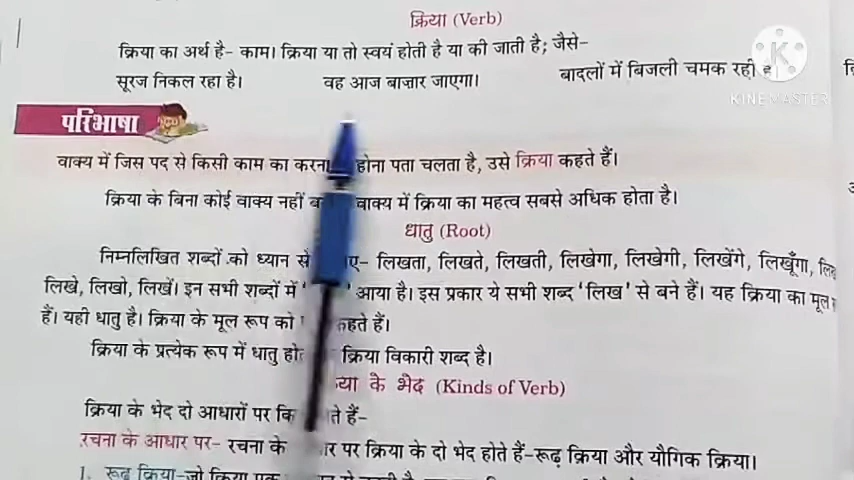 क्रिया (Verb)
क्रिया का अर्थ है- काम। क्रिया या तो स्वयं होती है या की जाती है; जैसे-
सूरज निकल रहा है। वह आज बाज़ार जाएगा। बादलों में बिजली चमक रही
KINEMASTER
परिभाषा
वाक्य में जिस पद से किसी काम का करना होना पता चलता है, उसे क्रिया कहते हैं।
क्रिया के बिना कोई वाक्य नहीं वाक्य में क्रिया का महत्व सबसे अधिक होता है।
धातु (Root)
निम्नलिखित शब्दों को ध्यान से लिखता, लिखते, लिखती, लिखेगा, लिखेगी, लिखेंगे, लिखूँगा,
लिखे, लिखो, लिखें। इन सभी शब्दों में आया है। इस प्रकार ये सभी शब्द 'लिख' से बने हैं। यह क्रिया का मूल
हैं। यही धातु है। क्रिया के मूल रूप को कहते हैं।
क्रिया के प्रत्येक रूप में धातु क्रिया विकारी शब्द है।
के भेद (Kinds of Verb)
क्रिया के भेद दो आधारों पर हैं-
रचना के आधार पर- रचना के पर क्रिया के दो भेद होते हैं-रूढ़ क्रिया और यौगिक क्रिया।
1. रूढ़ क्रिया-जो क्रिया